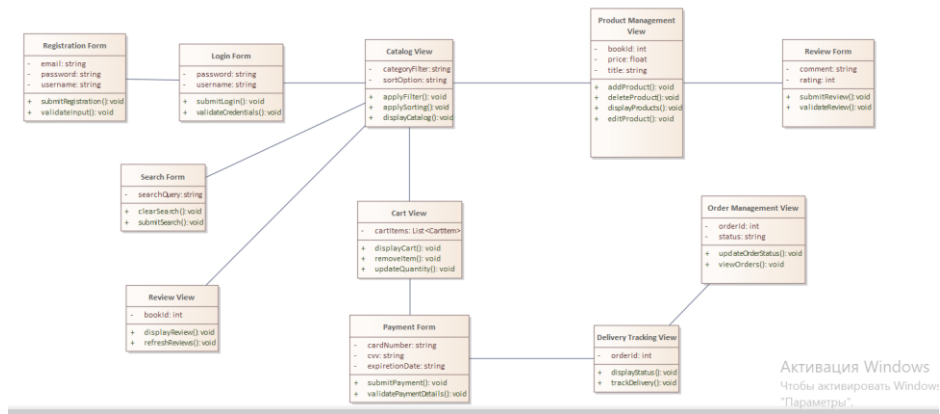 Registration Form
- email: string
- password: string
- username: string
+ submitRegistration(): void
+ validateInput(): void
Login Form
- password: string
- username: string
+ submitLogin(): void
+ validateCredentials(): void
Catalog View
- categoryFilter: string
- sortOption: string
+ applyFilter(): void
+ applySorting(): void
+ displayCatalog(): void
Product Management
View
- bookId: int
- price: float
- title: string
+ addProduct(): void
+ deleteProduct(): void
+ displayProducts(): void
+ editProduct(): void
Review Form
- comment: string
- rating: int
+ submitReview(): void
+ validateReview(): void
Search Form
- searchQuery: string
+ clearSearch(): void
+ submitSearch(): void
Cart View
- cartItems: List <CartItem>
+ displayCart(): void
+ removeItem(): void
+ updateQuantity(): void
Order Management View
- orderId: int
- status: string
+ updateOrderStatus(): void
+ viewOrders(): void
Review View
- bookId: int
+ displayReview(): void
+ refreshReviews(): void
Payment Form
- cardNumber: string
- cvv: string
- expiretionDate: string
+ submitPayment(): void
+ validatePaymentDetails(): void
Delivery Tracking View
- orderId: int
+ displayStatus(): void
+ trackDelivery(): void
Активация Windows
Чтобы активировать Windows
"Параметры".